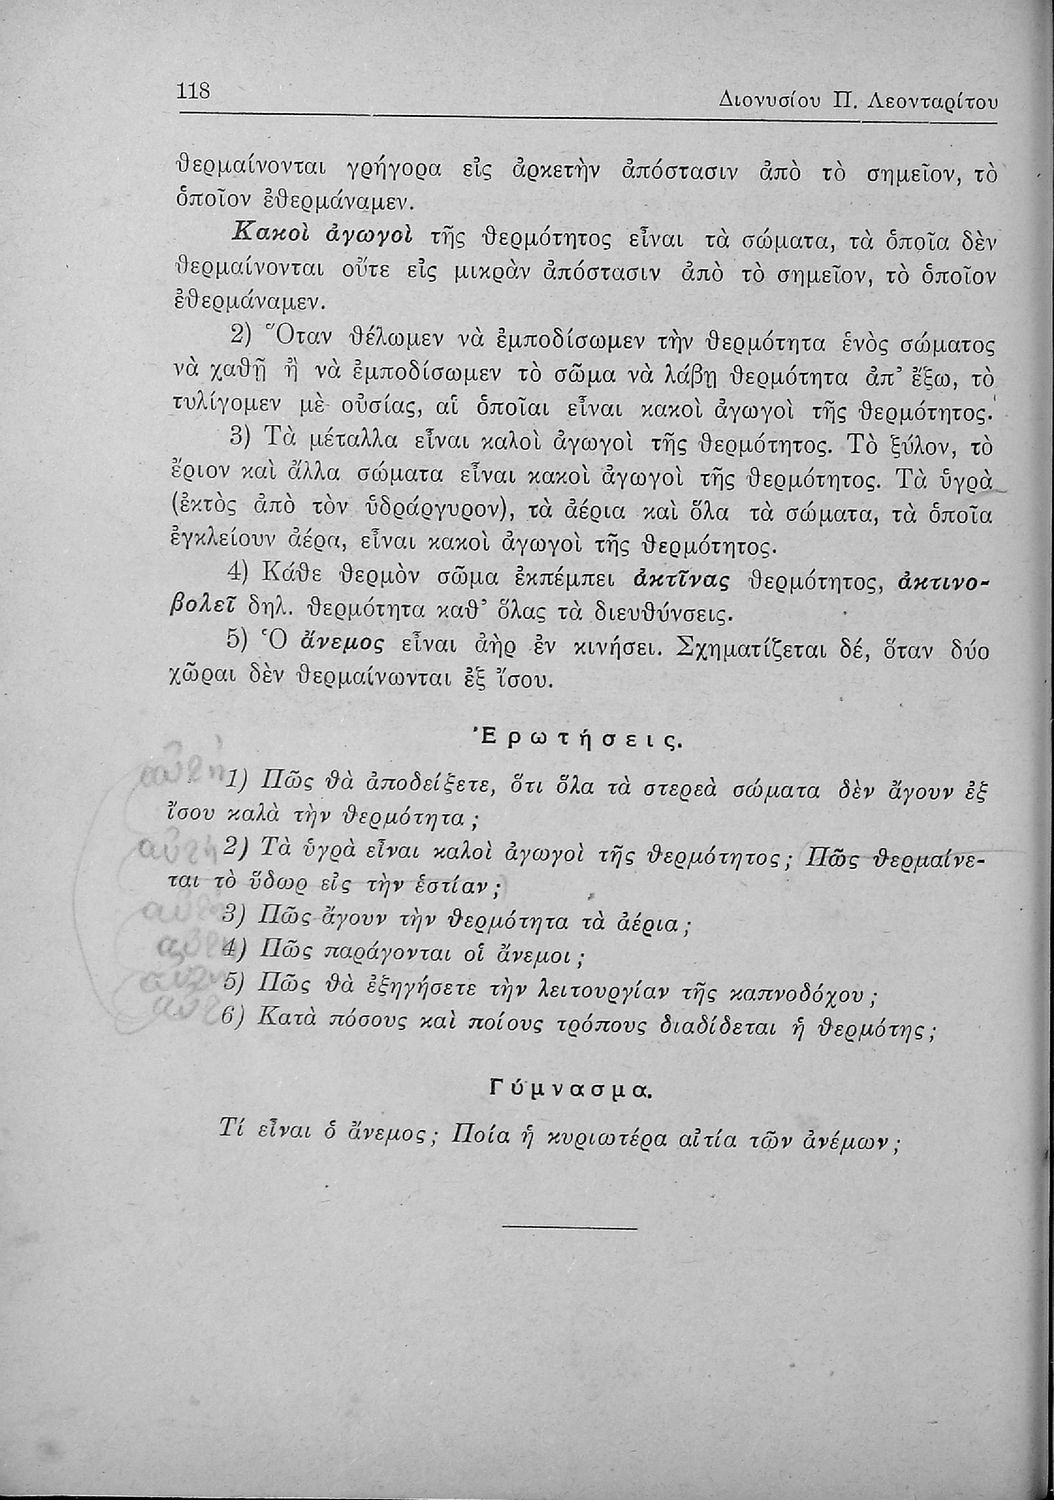 118
Διονυσίου Π. Λεονταρίτου
θερμαίνονται γρήγορα εἰς ἀρκετὴν ἀπόστασιν ἀπὸ τὸ σημεῖον, τὸ
ὁποῖον ἐθερμάναμεν.
Κακοὶ ἀγωγοὶ τῆς θερμότητος εἶναι τὰ σώματα, τὰ ὁποῖα δὲν
θερμαίνονται οὔτε εἰς μικρὰν ἀπόστασιν ἀπὸ τὸ σημεῖον, τὸ ὁποῖον
ἐθερμάναμεν.
2) Ὅταν θέλωμεν νὰ ἐμποδίσωμεν τὴν θερμότητα ἑνὸς σώματος
νὰ χαθῇ ἢ νὰ ἐμποδίσωμεν τὸ σῶμα νὰ λάβῃ θερμότητα ἀπ’ ἔξω, τὸ
τυλίγομεν μὲ οὐσίας, αἱ ὁποῖαι εἶναι κακοὶ ἀγωγοὶ τῆς θερμότητος.
3) Τὰ μέταλλα εἶναι καλοὶ ἀγωγοὶ τῆς θερμότητος. Τὸ ξύλον, τὸ
ἔριον καὶ ἄλλα σώματα εἶναι κακοὶ ἀγωγοὶ τῆς θερμότητος. Τὰ ὑγρὰ
(ἐκτὸς ἀπὸ τὸν ὑδράργυρον), τὰ ἀέρια καὶ ὅλα τὰ σώματα, τὰ ὁποῖα
ἐγκλείουν ἀέρα, εἶναι κακοὶ ἀγωγοὶ τῆς θερμότητος.
4) Κάθε θερμὸν σῶμα ἐκπέμπει ἀκτῖνας θερμότητος, ἀκτινο-
βολεῖ δηλ. θερμότητα καθ’ ὅλας τὰ διευθύνσεις.
5) Ὁ ἄνεμος εἶναι ἀὴρ ἐν κινήσει. Σχηματίζεται δέ, ὅταν δύο
χῶραι δὲν θερμαίνωνται ἐξ ἴσου.
Ἐρωτήσεις.
αὐτή
1) Πῶς θὰ ἀποδείξετε, ὅτι ὅλα τὰ στερεὰ σώματα δὲν ἄγουν ἐξ
ἴσου καλὰ τὴν θερμότητα ;
αὐτή
2) Τὰ ὑγρὰ εἶναι καλοὶ ἀγωγοὶ τῆς θερμότητος ; Πῶς θερμαίνε-
ται τὸ ὕδωρ εἰς τὴν ἑστίαν ;
3) Πῶς ἄγουν τὴν θερμότητα τὰ ἀέρια ;
4) Πῶς παράγονται οἱ ἄνεμοι ;
5) Πῶς θὰ ἐξηγήσετε τὴν λειτουργίαν τῆς καπνοδόχου ;
6) Κατὰ πόσους καὶ ποίους τρόπους διαδίδεται ἡ θερμότης ;
Γύμνασμα.
Τί εἶναι ὁ ἄνεμος ; Ποία ἡ κυριωτέρα αἰτία τῶν ἀνέμων ;